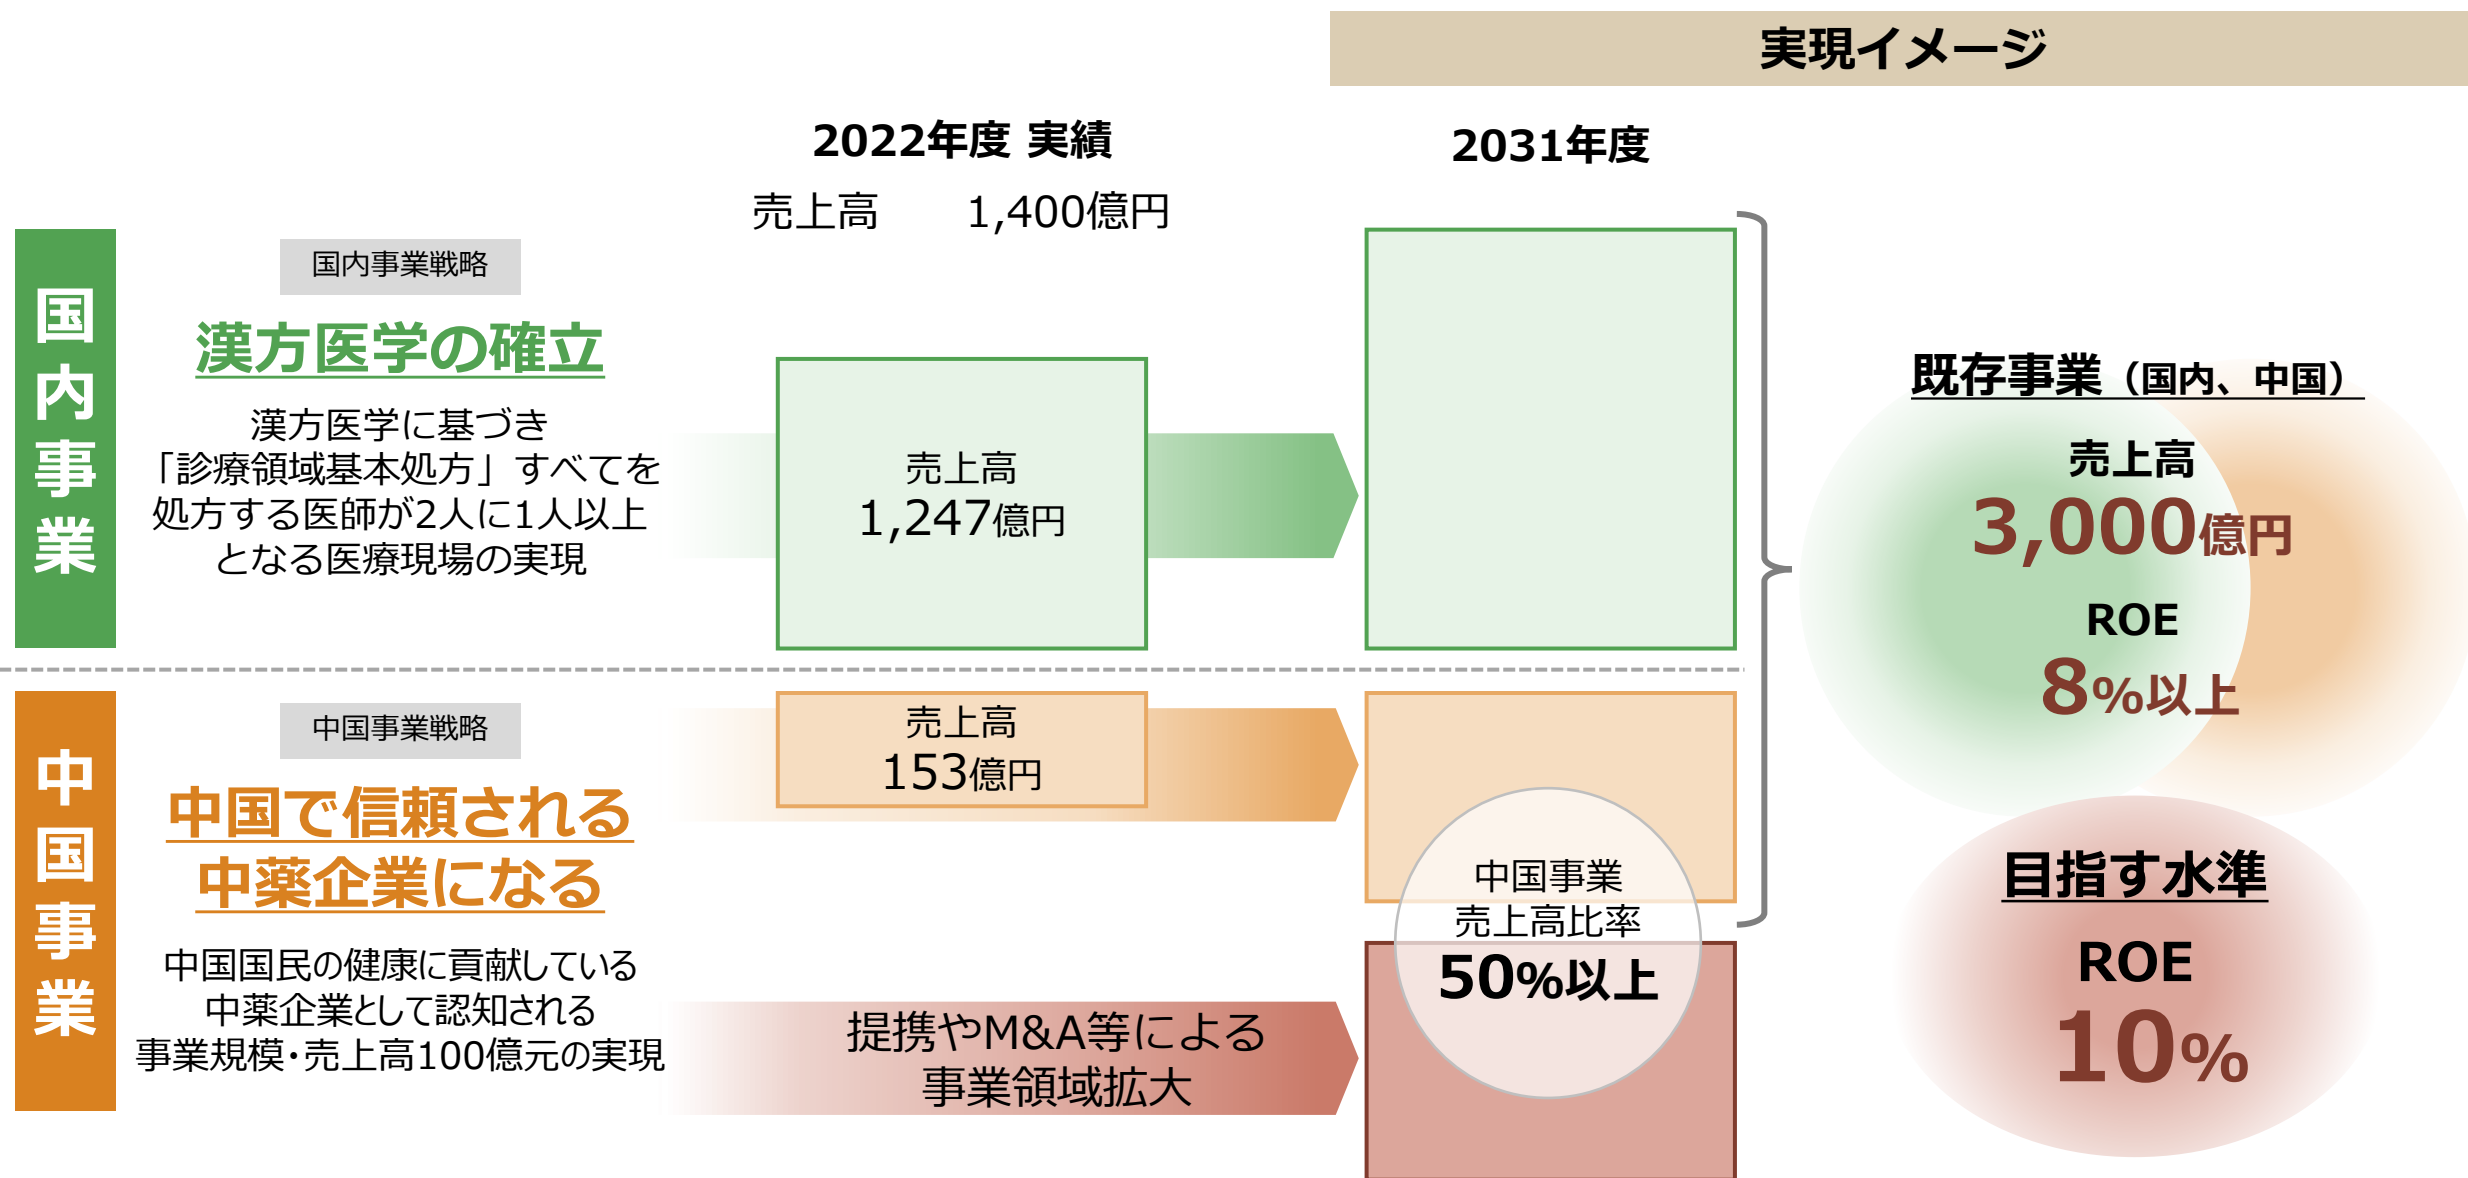 実現イメージ
2022年度 実績
2031年度
売上高 1,400億円
国内事業
国内事業戦略
漢方医学の確立
漢方医学に基づき
「診療領域基本処方」すべてを
処方する医師が2人に1人以上
となる医療現場の実現
売上高
1,247億円
中国事業
中国事業戦略
中国で信頼される
中薬企業になる
中国国民の健康に貢献している
中薬企業として認知される
事業規模・売上高100億元の実現
売上高
153億円
提携やM&A等による
事業領域拡大
中国事業
売上高比率
50%以上
既存事業（国内、中国）
売上高
3,000億円
ROE
8%以上
目指す水準
ROE
10%